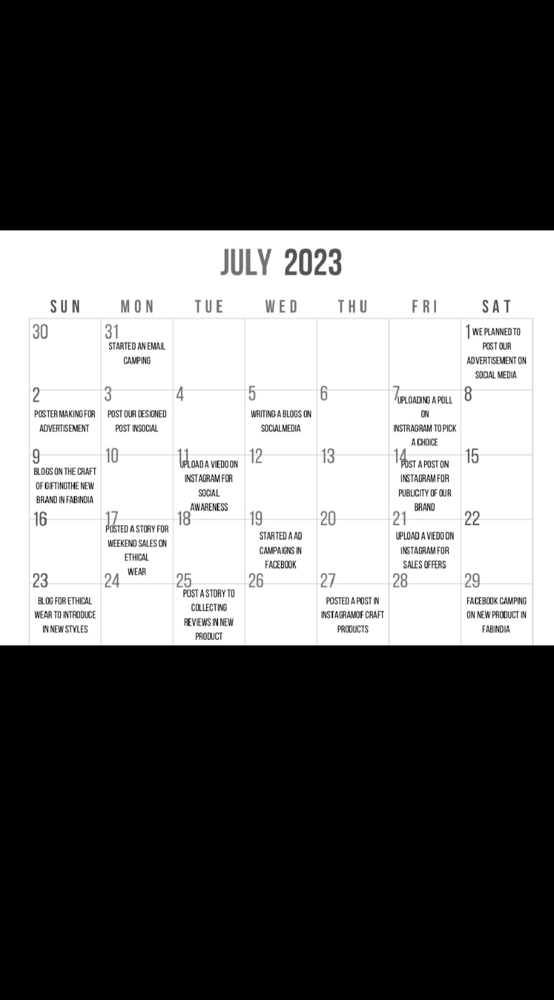 JULY 2023
SUN MON TUE WED THU FRI SAT
30
31
STARTED AN EMAIL
CAMPING
1 WE PLANNED TO
POST OUR
ADVERTISEMENT ON
SOCIAL MEDIA
2
POSTER MAKING FOR
ADVERTISEMENT
3
POST OUR DESIGNED
POST INSOCIAL
4
5
WRITING A BLOGS ON
SOCIALMEDIA
6
7
UPLOADING A POLL
ON
INSTRAGRAM TO PICK
A CHOICE
8
9
BLOGS ON THE CRAFT
OF GIFTINGTHE NEW
BRAND IN FABINDIA
10
11
UPLOAD A VIEDO ON
INSTAGRAM FOR
SOCIAL
AWARENESS
12
13
14
POST A POST ON
INSTAGRAM FOR
PUBLICITY OF OUR
BRAND
15
16
17
POSTED A STORY FOR
WEEKEND SALES ON
ETHICAL
WEAR
18
19
STARTED A AD
CAMPAIGNS IN
FACEBOOK
20
21
UPLOAD A VIEDO ON
INSTAGRAM FOR
SALES OFFERS
22
23
BLOG FOR ETHICAL
WEAR TO INTRODUCE
IN NEW STYLES
24
25
POST A STORY TO
COLLECTING
REVIEWS IN NEW
PRODUCT
26
27
POSTED A POST IN
INSTAGRAMOF CRAFT
PRODUCTS
28
29
FACEBOOK CAMPING
ON NEW PRODUCT IN
FABINDIA